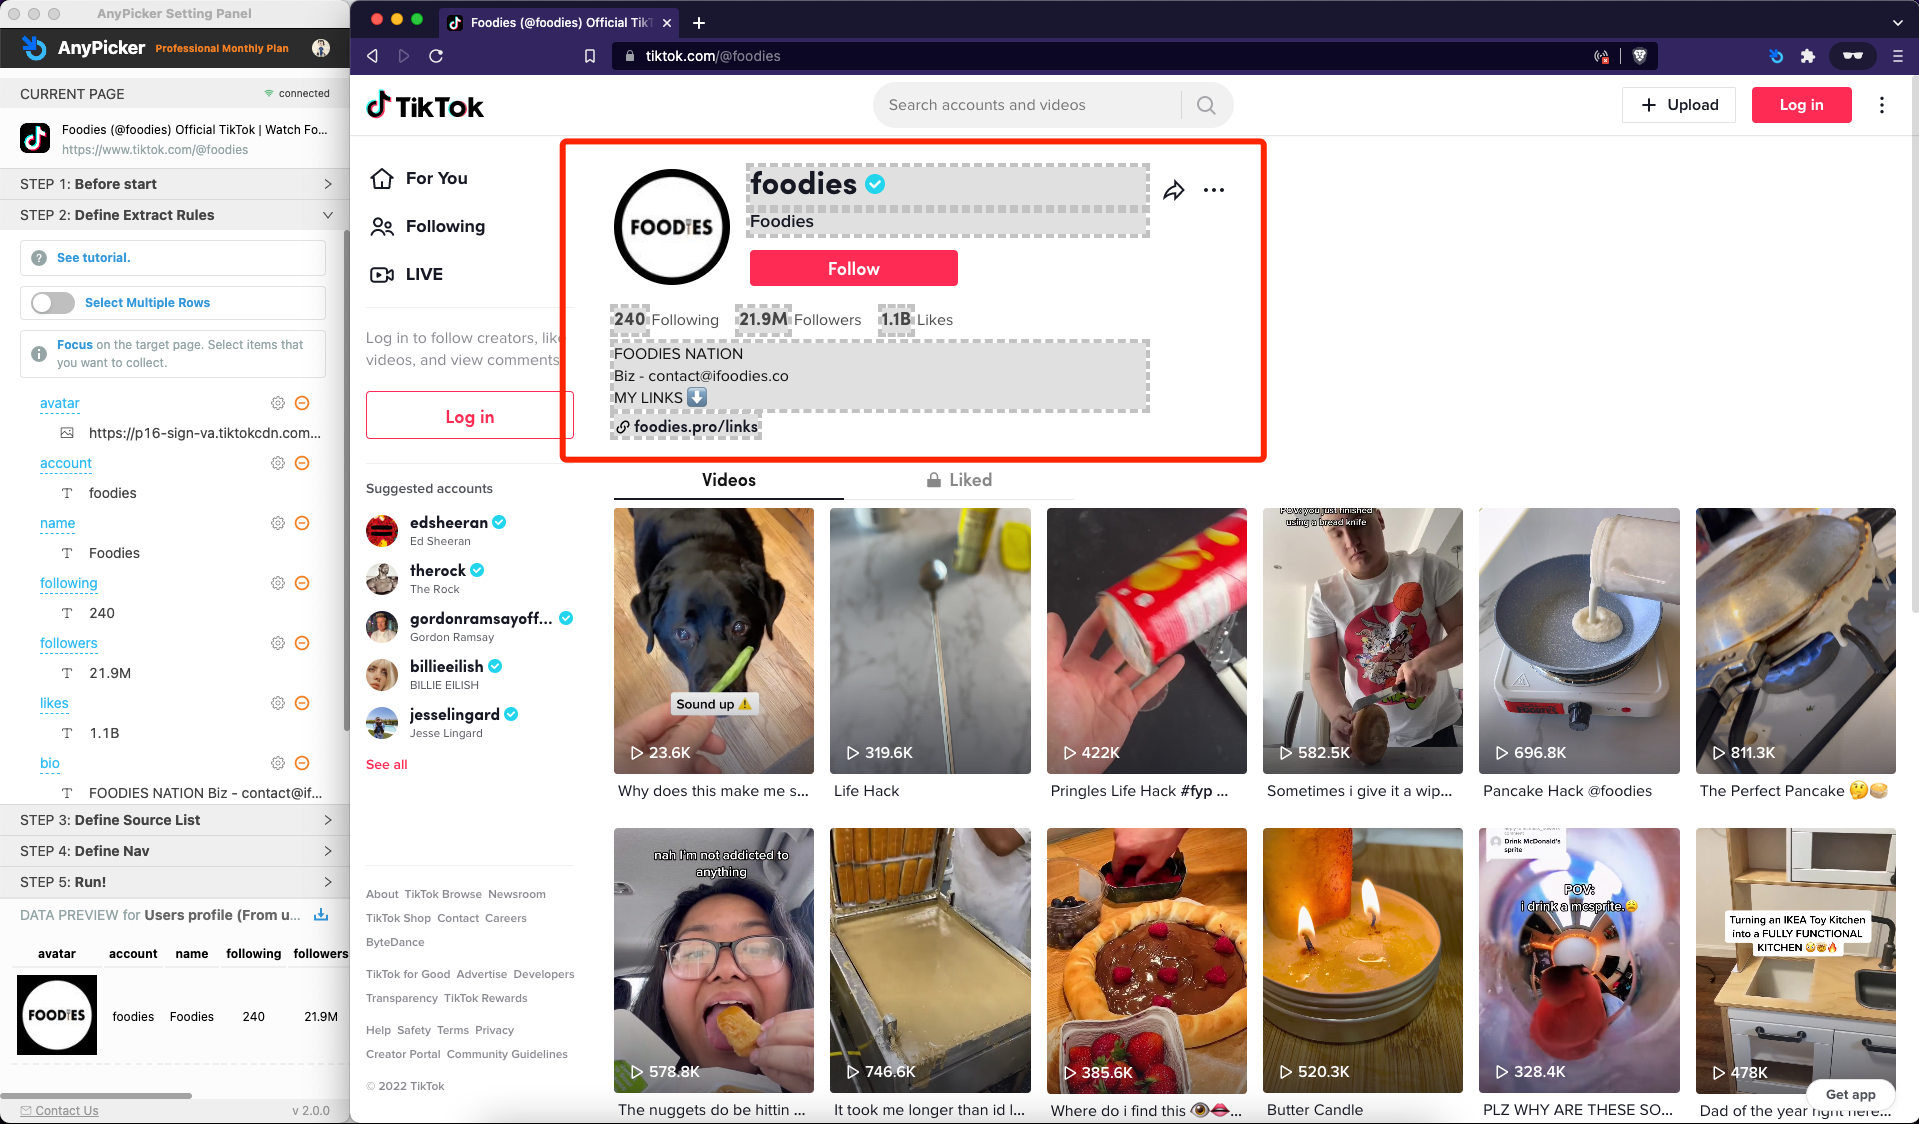 AnyPicker Setting Panel
AnyPicker Professional Monthly Plan
CURRENT PAGE connected
Foodies (@foodies) Official TikTok | Watch Fo...
https://www.tiktok.com/@foodies
STEP 1: Before start
STEP 2: Define Extract Rules
See tutorial.
Select Multiple Rows
Focus on the target page. Select items that
you want to collect.
avatar
https://p16-sign-va.tiktokcdn.com...
account
foodies
name
Foodies
following
240
followers
21.9M
likes
1.1B
bio
FOODIES NATION Biz - contact@if...
STEP 3: Define Source List
STEP 4: Define Nav
STEP 5: Run!
DATA PREVIEW for Users profile (From u...
avatar account name following followers
FOODIES foodies Foodies 240 21.9M
Contact Us v 2.0.0
Foodies (@foodies) Official Tik
tiktok.com/@foodies
TikTok
Search accounts and videos
Upload
Log in
For You
Following
LIVE
Log in to follow creators, like
videos, and view comments
Log in
Suggested accounts
edsheeran
Ed Sheeran
therock
The Rock
gordonramsayoff...
Gordon Ramsay
billieeilish
BILLIE EILISH
jesselingard
Jesse Lingard
See all
About TikTok Browse Newsroom
TikTok Shop Contact Careers
ByteDance
TikTok for Good Advertise Developers
Transparency TikTok Rewards
Help Safety Terms Privacy
Creator Portal Community Guidelines
© 2022 TikTok
FOODIES
foodies
Foodies
Follow
240 Following 21.9M Followers 1.1B Likes
FOODIES NATION
Biz - contact@ifoodies.co
MY LINKS ⬇️
foodies.pro/links
Videos Liked
Sound up ⚠️
23.6K
Why does this make me s...
319.6K
Life Hack
422K
Pringles Life Hack #fyp ...
POV: you just finished
using a bread knife
582.5K
Sometimes i give it a wip...
696.8K
Pancake Hack @foodies
811.3K
The Perfect Pancake 🤔🥞
nah I'm not addicted to
anything
578.8K
The nuggets do be hittin ...
746.6K
It took me longer than id l...
385.6K
Where do i find this 👁👄...
520.3K
Butter Candle
Drink McDonald's
sprite
POV:
i drink a mcsprite.😩
328.4K
PLZ WHY ARE THESE SO...
Turning an IKEA Toy Kitchen
into a FULLY FUNCTIONAL
KITCHEN 😳🤯🔥
478K
Dad of the year right here...
Get app